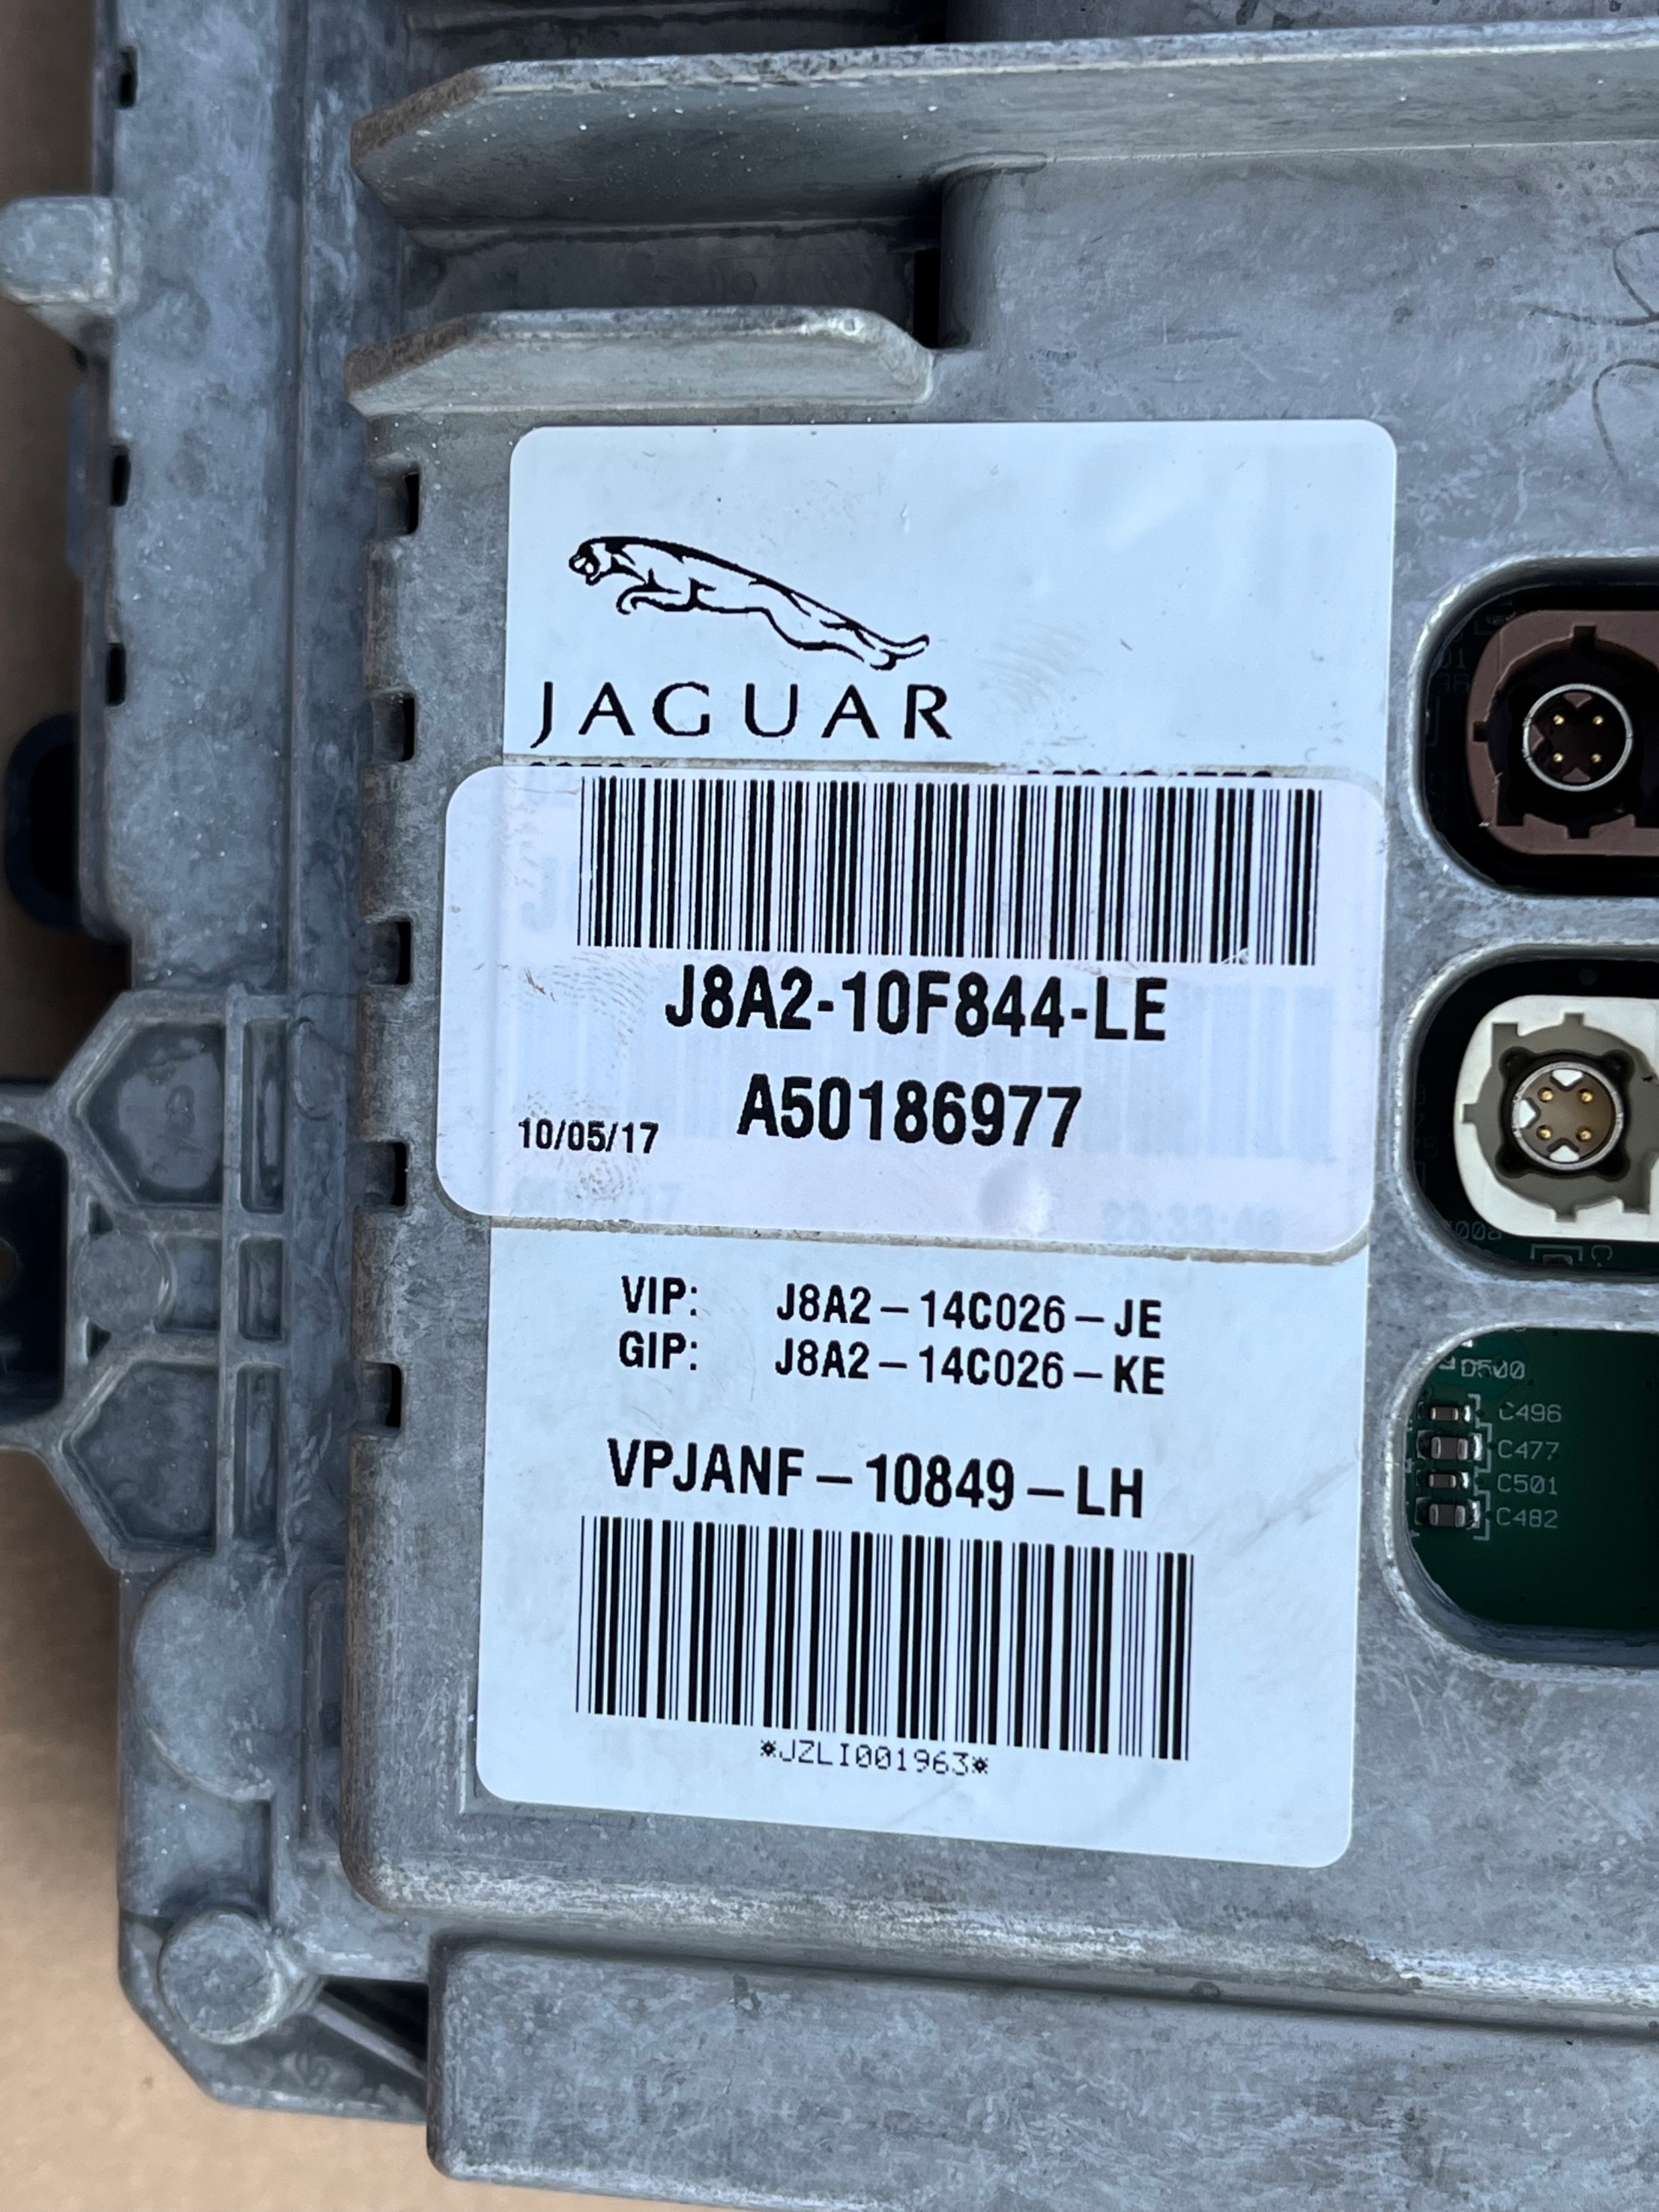 JAGUAR
J8A2-10F844-LE
A50186977
10/05/17
VIP: J8A2-14C026-JE
GIP: J8A2-14C026-KE
VPJANF-10849-LH
*JZLI001963*
D500
C496
C477
C501
C482